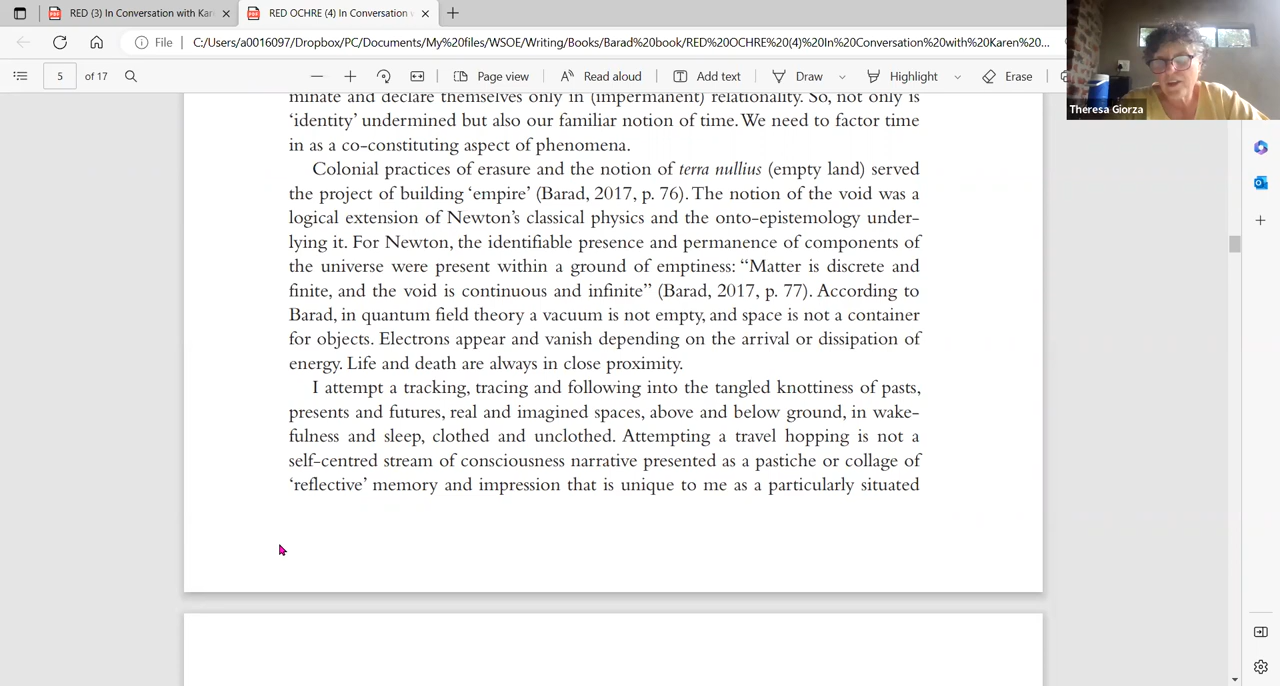 RED (3) In Conversation with Kar
RED OCHRE (4) In Conversation w
File
C:/Users/a0016097/Dropbox/PC/Documents/My%20files/WSOE/Writing/Books/Barad%20book/RED%20OCHRE%20(4)%20In%20Conversation%20with%20Karen%20...
5 of 17
Page view
Read aloud
Add text
Draw
Highlight
Erase
Theresa Giorza
minate and declare themselves only in (impermanent) relationality. So, not only is
‘identity’ undermined but also our familiar notion of time. We need to factor time
in as a co-constituting aspect of phenomena.
Colonial practices of erasure and the notion of terra nullius (empty land) served
the project of building ‘empire’ (Barad, 2017, p. 76). The notion of the void was a
logical extension of Newton’s classical physics and the onto-epistemology under-
lying it. For Newton, the identifiable presence and permanence of components of
the universe were present within a ground of emptiness: “Matter is discrete and
finite, and the void is continuous and infinite” (Barad, 2017, p. 77). According to
Barad, in quantum field theory a vacuum is not empty, and space is not a container
for objects. Electrons appear and vanish depending on the arrival or dissipation of
energy. Life and death are always in close proximity.
I attempt a tracking, tracing and following into the tangled knottiness of pasts,
presents and futures, real and imagined spaces, above and below ground, in wake-
fulness and sleep, clothed and unclothed. Attempting a travel hopping is not a
self-centred stream of consciousness narrative presented as a pastiche or collage of
‘reflective’ memory and impression that is unique to me as a particularly situated